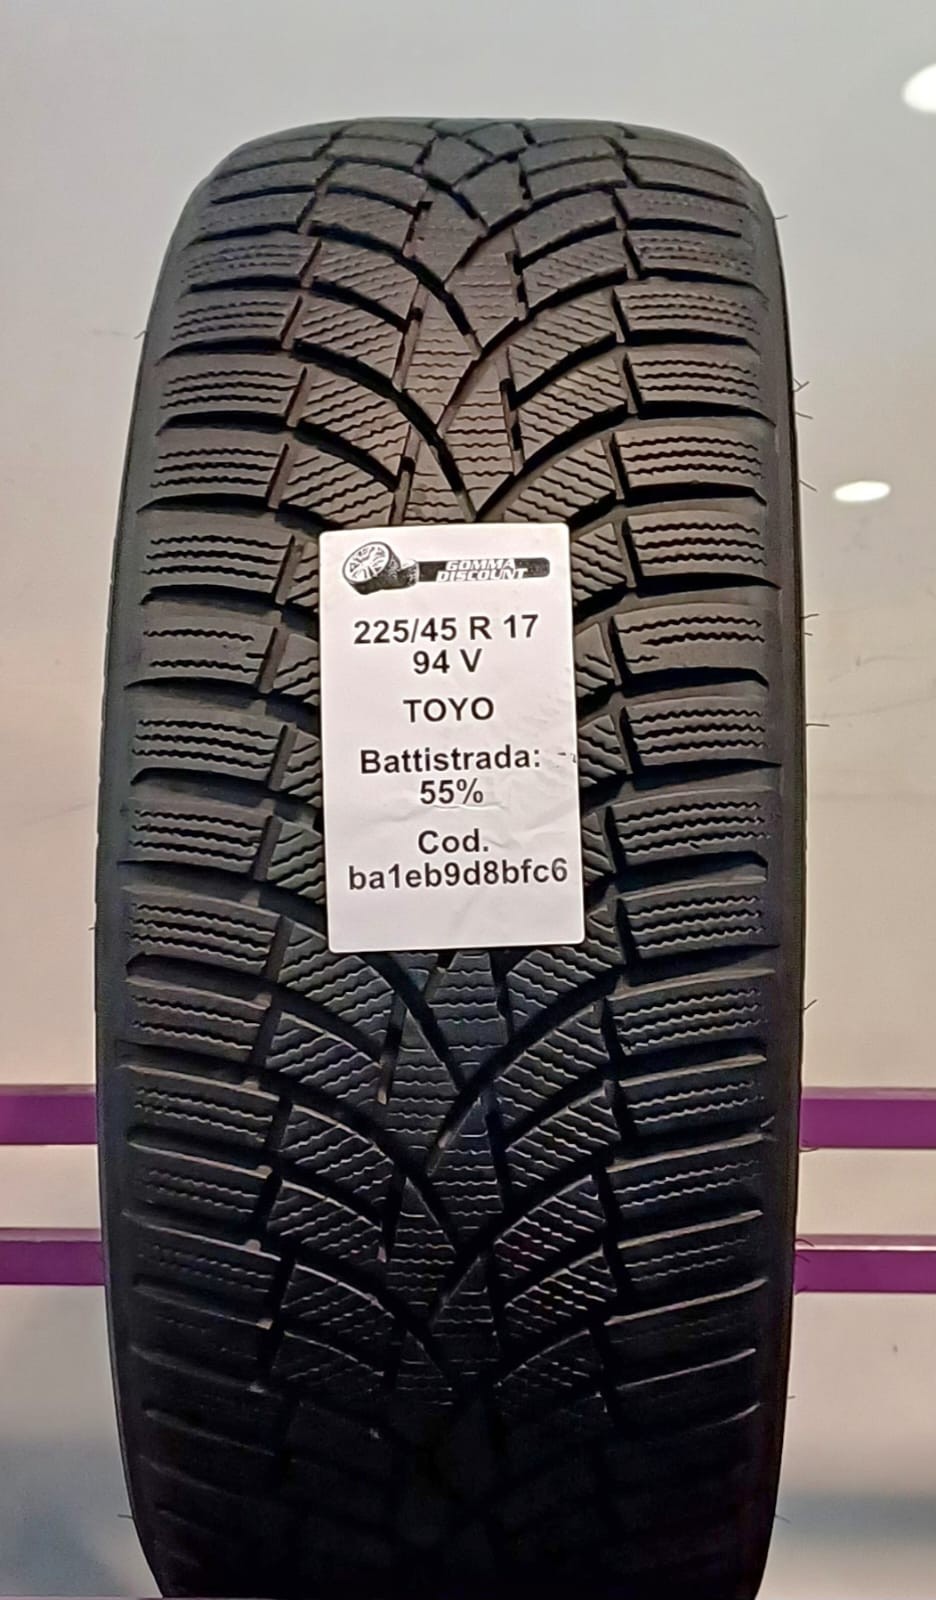 GOMMA
DISCOUNT
225/45 R 17
94 V
TOYO
Battistrada:
55%
Cod.
ba1eb9d8bfc6